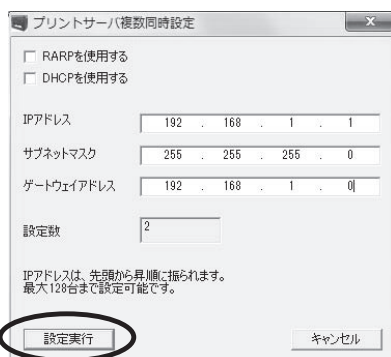 プリントサーバ複数同時設定
RARPを使用する
DHCPを使用する
IPアドレス 192 . 168 . 1 . 1
サブネットマスク 255 . 255 . 255 . 0
ゲートウェイアドレス 192 . 168 . 1 . 0
設定数 2
IPアドレスは、先頭から昇順に振られます。
最大128台まで設定可能です。
設定実行 キャンセル